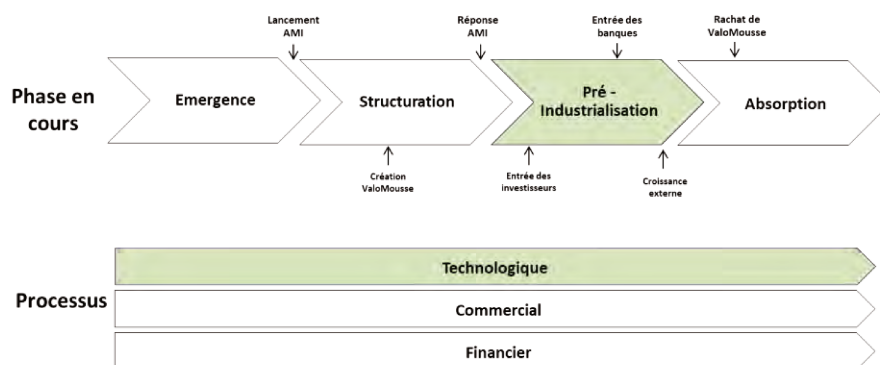 Lancement
AMI
Réponse
AMI
Entrée des
banques
Rachat de
ValoMousse
Phase en
cours
Emergence
Structuration
Pré -
Industrialisation
Absorption
Création
ValoMousse
Entrée des
investisseurs
Croissance
externe
Processus
Technologique
Commercial
Financier